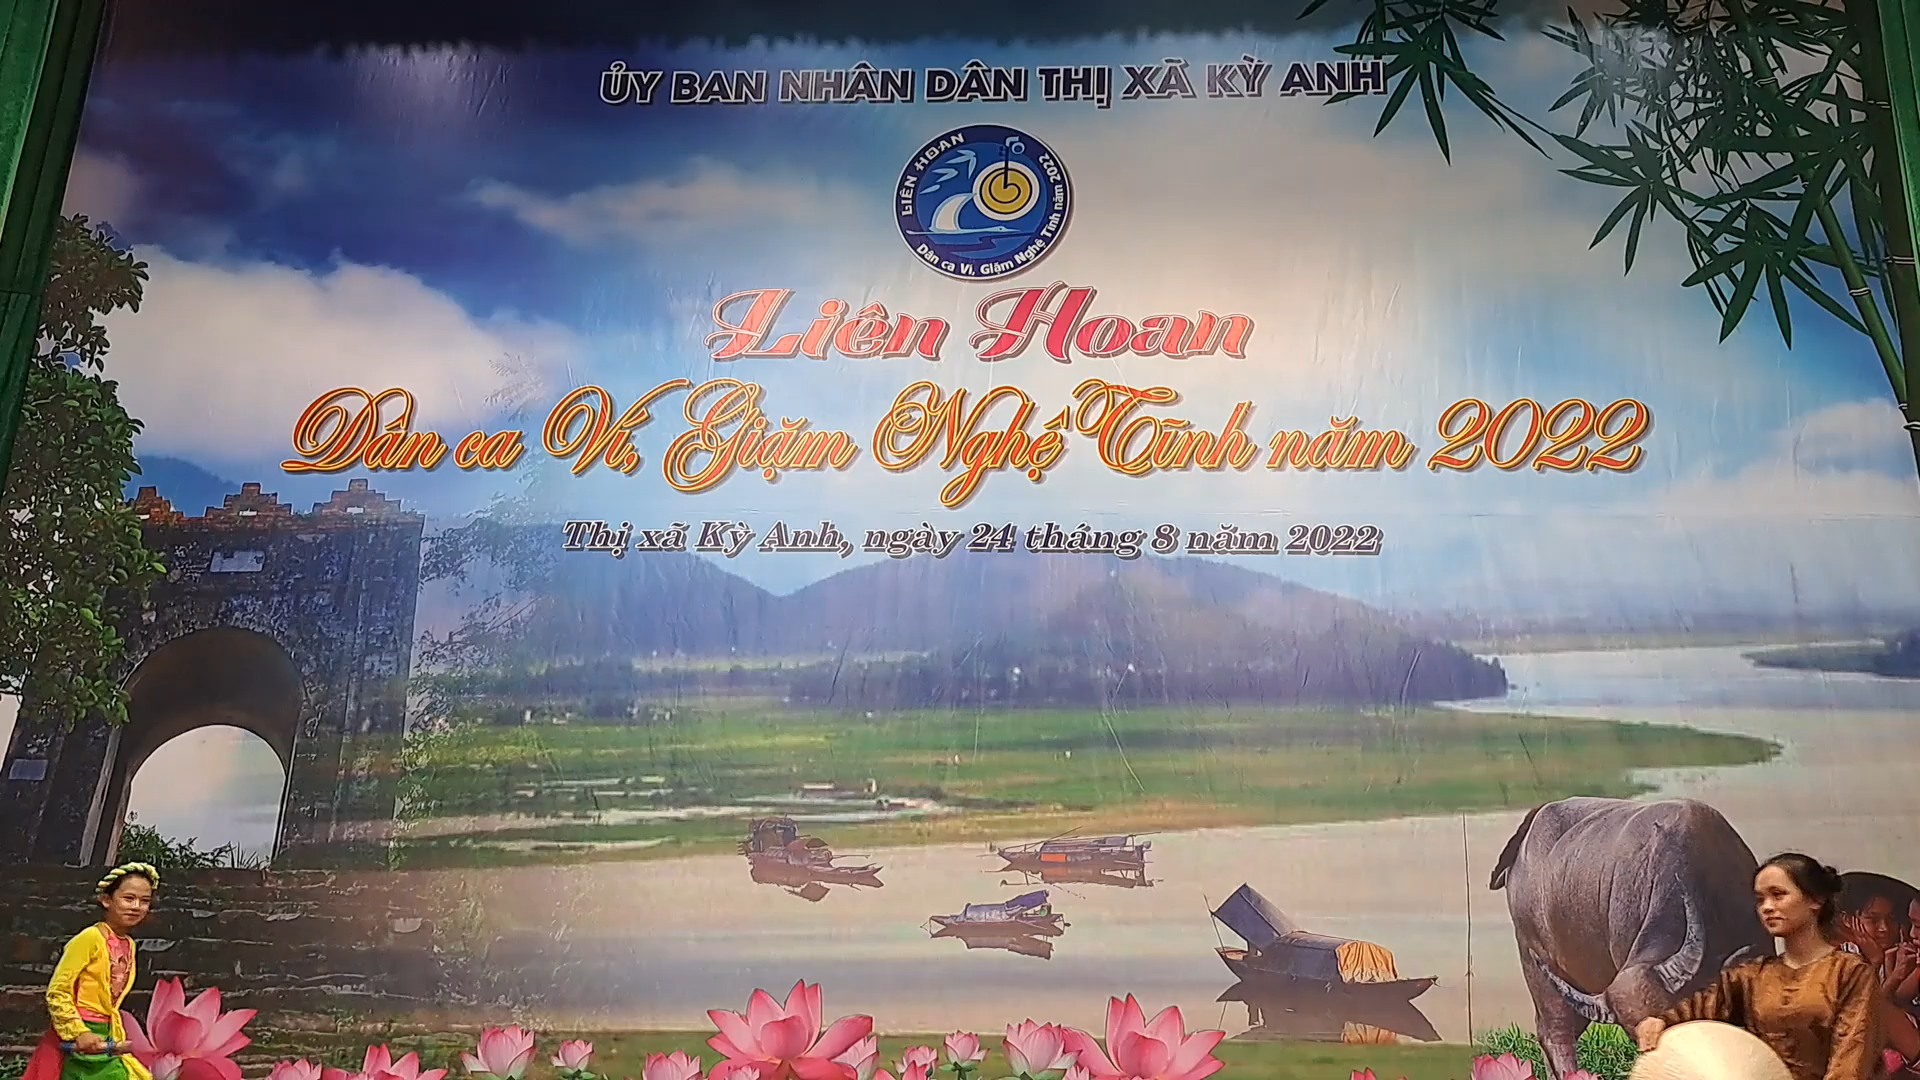 ỦY BAN NHÂN DÂN THỊ XÃ KỲ ANH
LIÊN HOAN
Dân ca Ví, Giặm Nghệ Tĩnh năm 2022
Liên Hoan
Dân ca Ví, Giặm Nghệ Tĩnh năm 2022
Thị xã Kỳ Anh, ngày 24 tháng 8 năm 2022